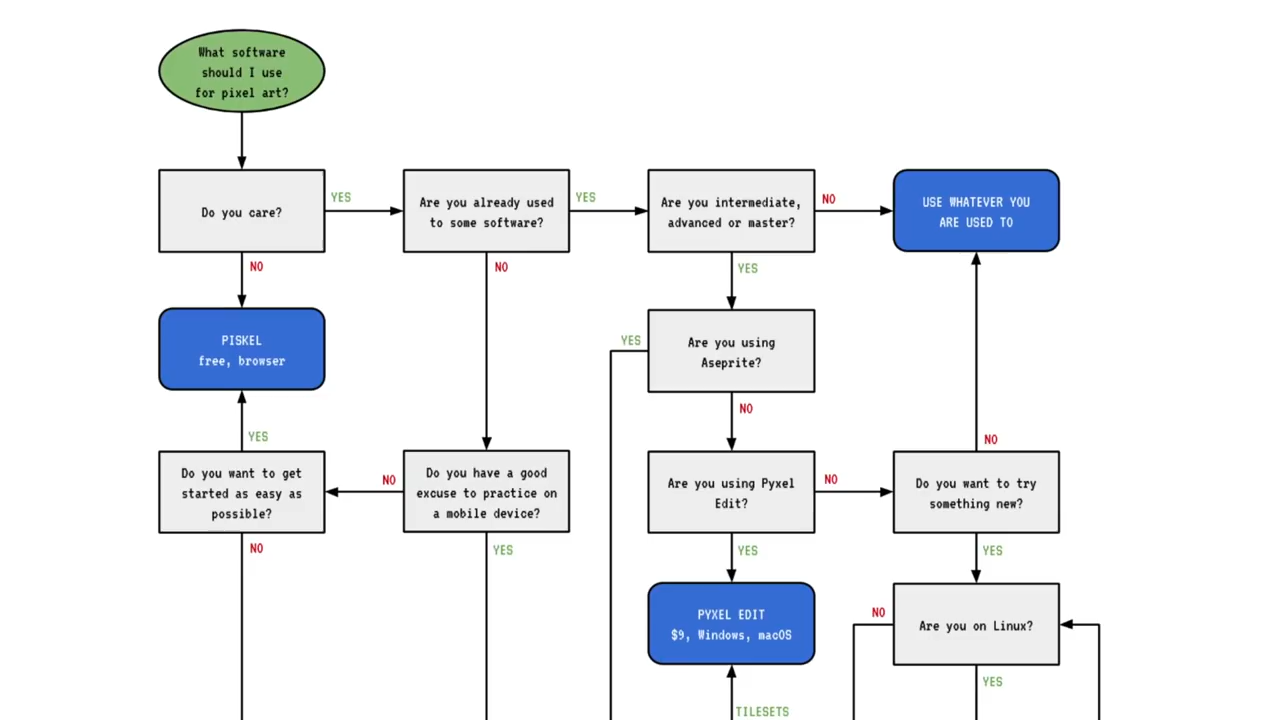 What software
should I use
for pixel art?
Do you care?
YES
Are you already used
to some software?
YES
Are you intermediate,
advanced or master?
NO
USE WHATEVER YOU
ARE USED TO
NO
NO
YES
PISKEL
free, browser
YES
Are you using
Aseprite?
NO
YES
NO
Do you want to get
started as easy as
possible?
NO
Do you have a good
excuse to practice on
a mobile device?
Are you using Pyxel
Edit?
NO
Do you want to try
something new?
NO
YES
YES
YES
PYXEL EDIT
$9, Windows, macOS
NO
Are you on Linux?
YES
TILESETS